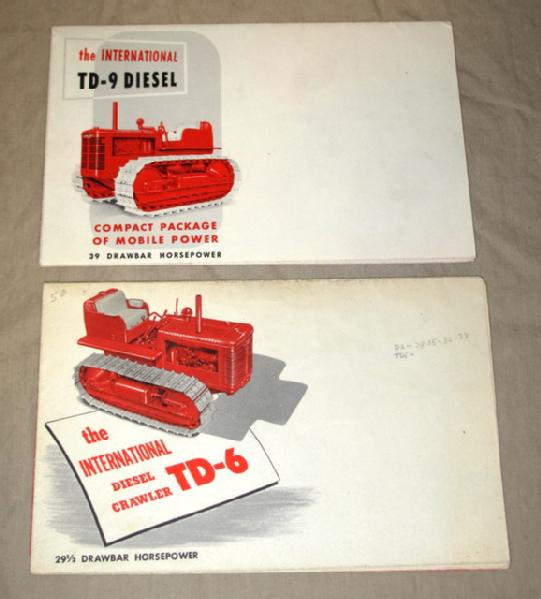 the INTERNATIONAL
TD-9 DIESEL
COMPACT PACKAGE
OF MOBILE POWER
39 DRAWBAR HORSEPOWER
50
the
INTERNATIONAL
DIESEL
CRAWLER TD-6
29½ DRAWBAR HORSEPOWER